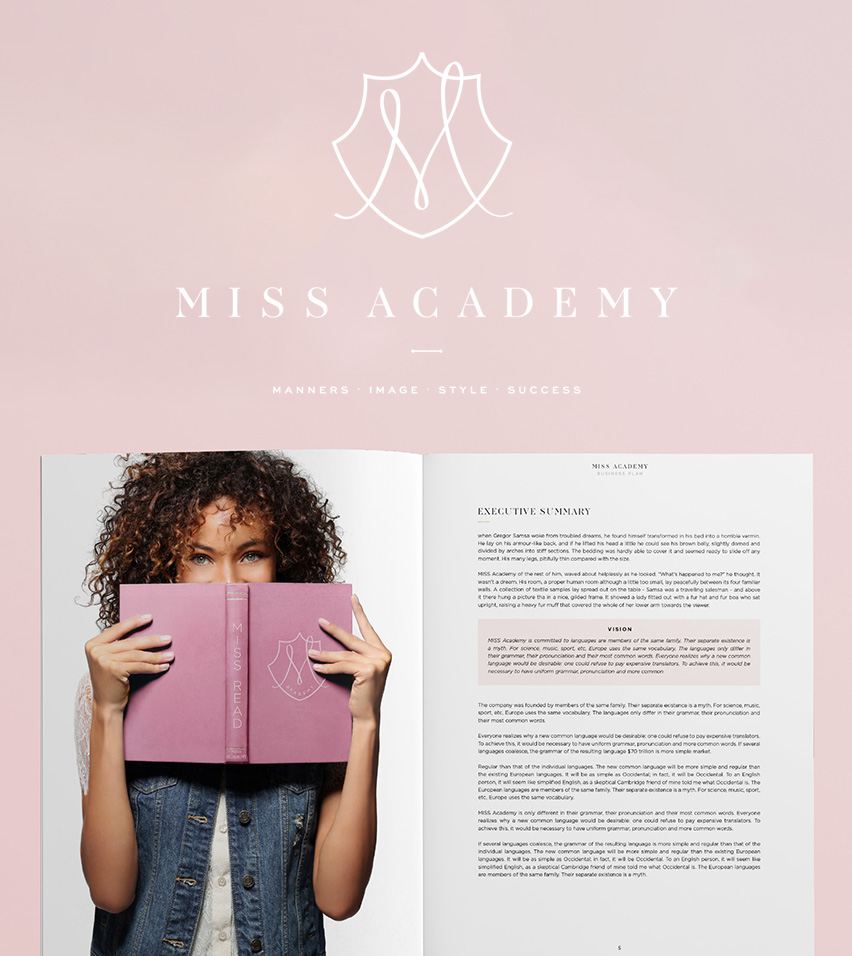 MISS ACADEMY
MANNERS · IMAGE · STYLE · SUCCESS
MISS READ
MISS ACADEMY
BUSINESS PLAN
EXECUTIVE SUMMARY
when Gregor Samsa woke from troubled dreams, he found himself transformed in his bed into a horrible vermin.
He lay on his armour-like back, and if he lifted his head a little he could see his brown belly, slightly domed and
divided by arches into stiff sections. The bedding was hardly able to cover it and seemed ready to slide off any
moment. His many legs, pitifully thin compared with the size.
MISS Academy of the rest of him, waved about helplessly as he looked. "What's happened to me?" he thought. It
wasn't a dream. His room, a proper human room although a little too small, lay peacefully between its four familiar
walls. A collection of textile samples lay spread out on the table - Samsa was a travelling salesman - and above
it there hung a picture tha in a nice, gilded frame. It showed a lady fitted out with a fur hat and fur boa who sat
upright, raising a heavy fur muff that covered the whole of her lower arm towards the viewer.
VISION
MISS Academy is committed to languages are members of the same family. Their separate existence is
a myth. For science, music, sport, etc, Europe uses the same vocabulary. The languages only differ in
their grammar, their pronunciation and their most common words. Everyone realizes why a new common
language would be desirable: one could refuse to pay expensive translators. To achieve this, it would be
necessary to have uniform grammar, pronunciation and more common
The company was founded by members of the same family. Their separate existence is a myth. For science, music,
sport, etc, Europe uses the same vocabulary. The languages only differ in their grammar, their pronunciation and
their most common words.
Everyone realizes why a new common language would be desirable: one could refuse to pay expensive translators.
To achieve this, it would be necessary to have uniform grammar, pronunciation and more common words. If several
languages coalesce, the grammar of the resulting language $70 trillion is more simple market.
Regular than that of the individual languages. The new common language will be more simple and regular than
the existing European languages. It will be as simple as Occidental; in fact, it will be Occidental. To an English
person, it will seem like simplified English, as a skeptical Cambridge friend of mine told me what Occidental is. The
European languages are members of the same family. Their separate existence is a myth. For science, music, sport,
etc, Europe uses the same vocabulary.
MISS Academy is only different in their grammar, their pronunciation and their most common words. Everyone
realizes why a new common language would be desirable: one could refuse to pay expensive translators. To
achieve this, it would be necessary to have uniform grammar, pronunciation and more common words.
If several languages coalesce, the grammar of the resulting language is more simple and regular than that of the
individual languages. The new common language will be more simple and regular than the existing European
languages. It will be as simple as Occidental; in fact, it will be Occidental. To an English person, it will seem like
simplified English, as a skeptical Cambridge friend of mine told me what Occidental is. The European languages
are members of the same family. Their separate existence is a myth.
5